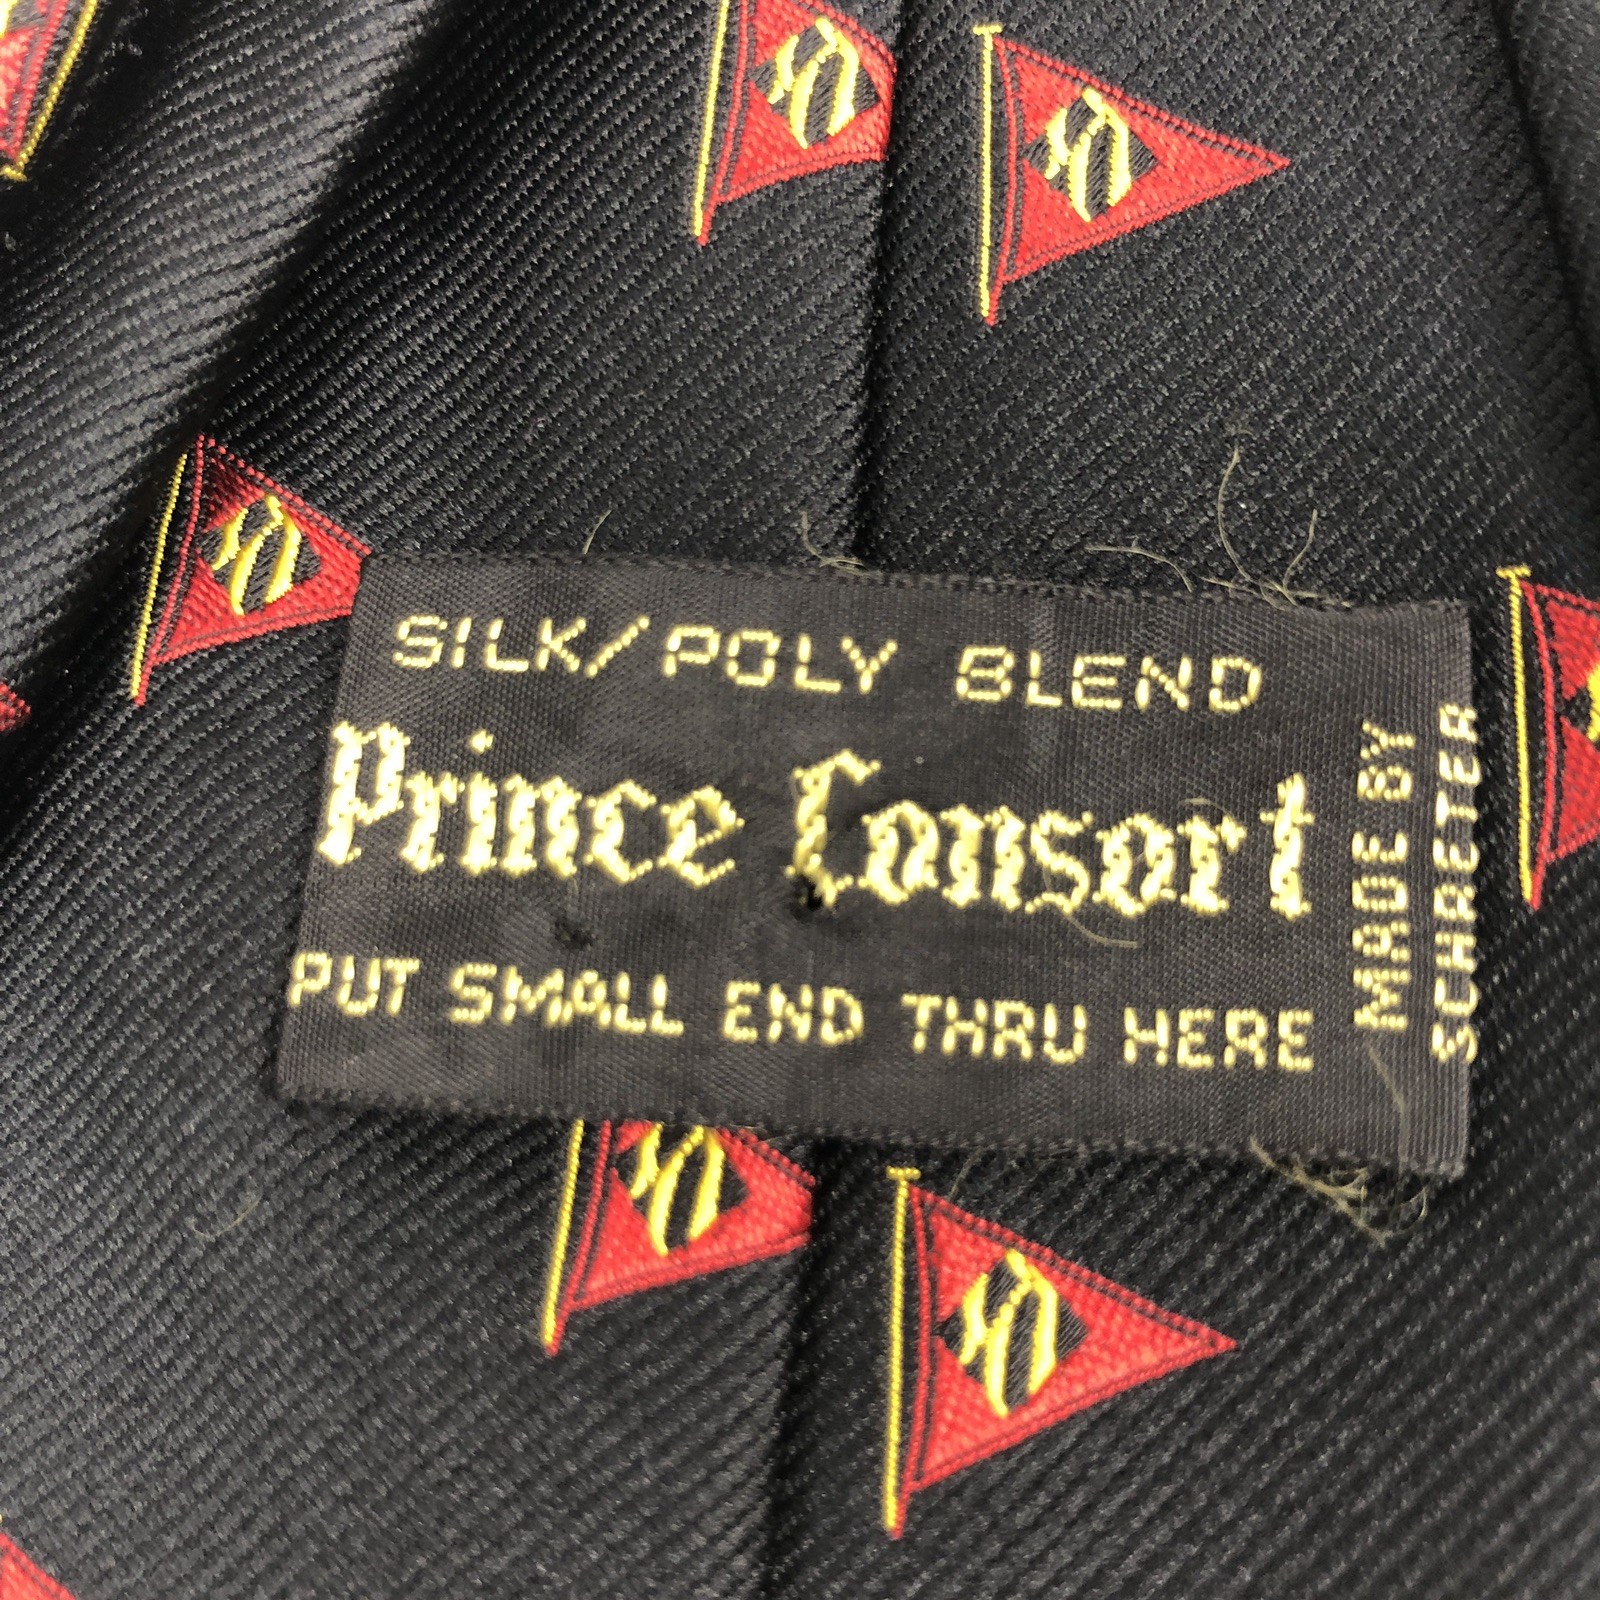 SILK/POLY BLEND
Prince Consort
PUT SMALL END THRU HERE
MADE BY
SCHRETER